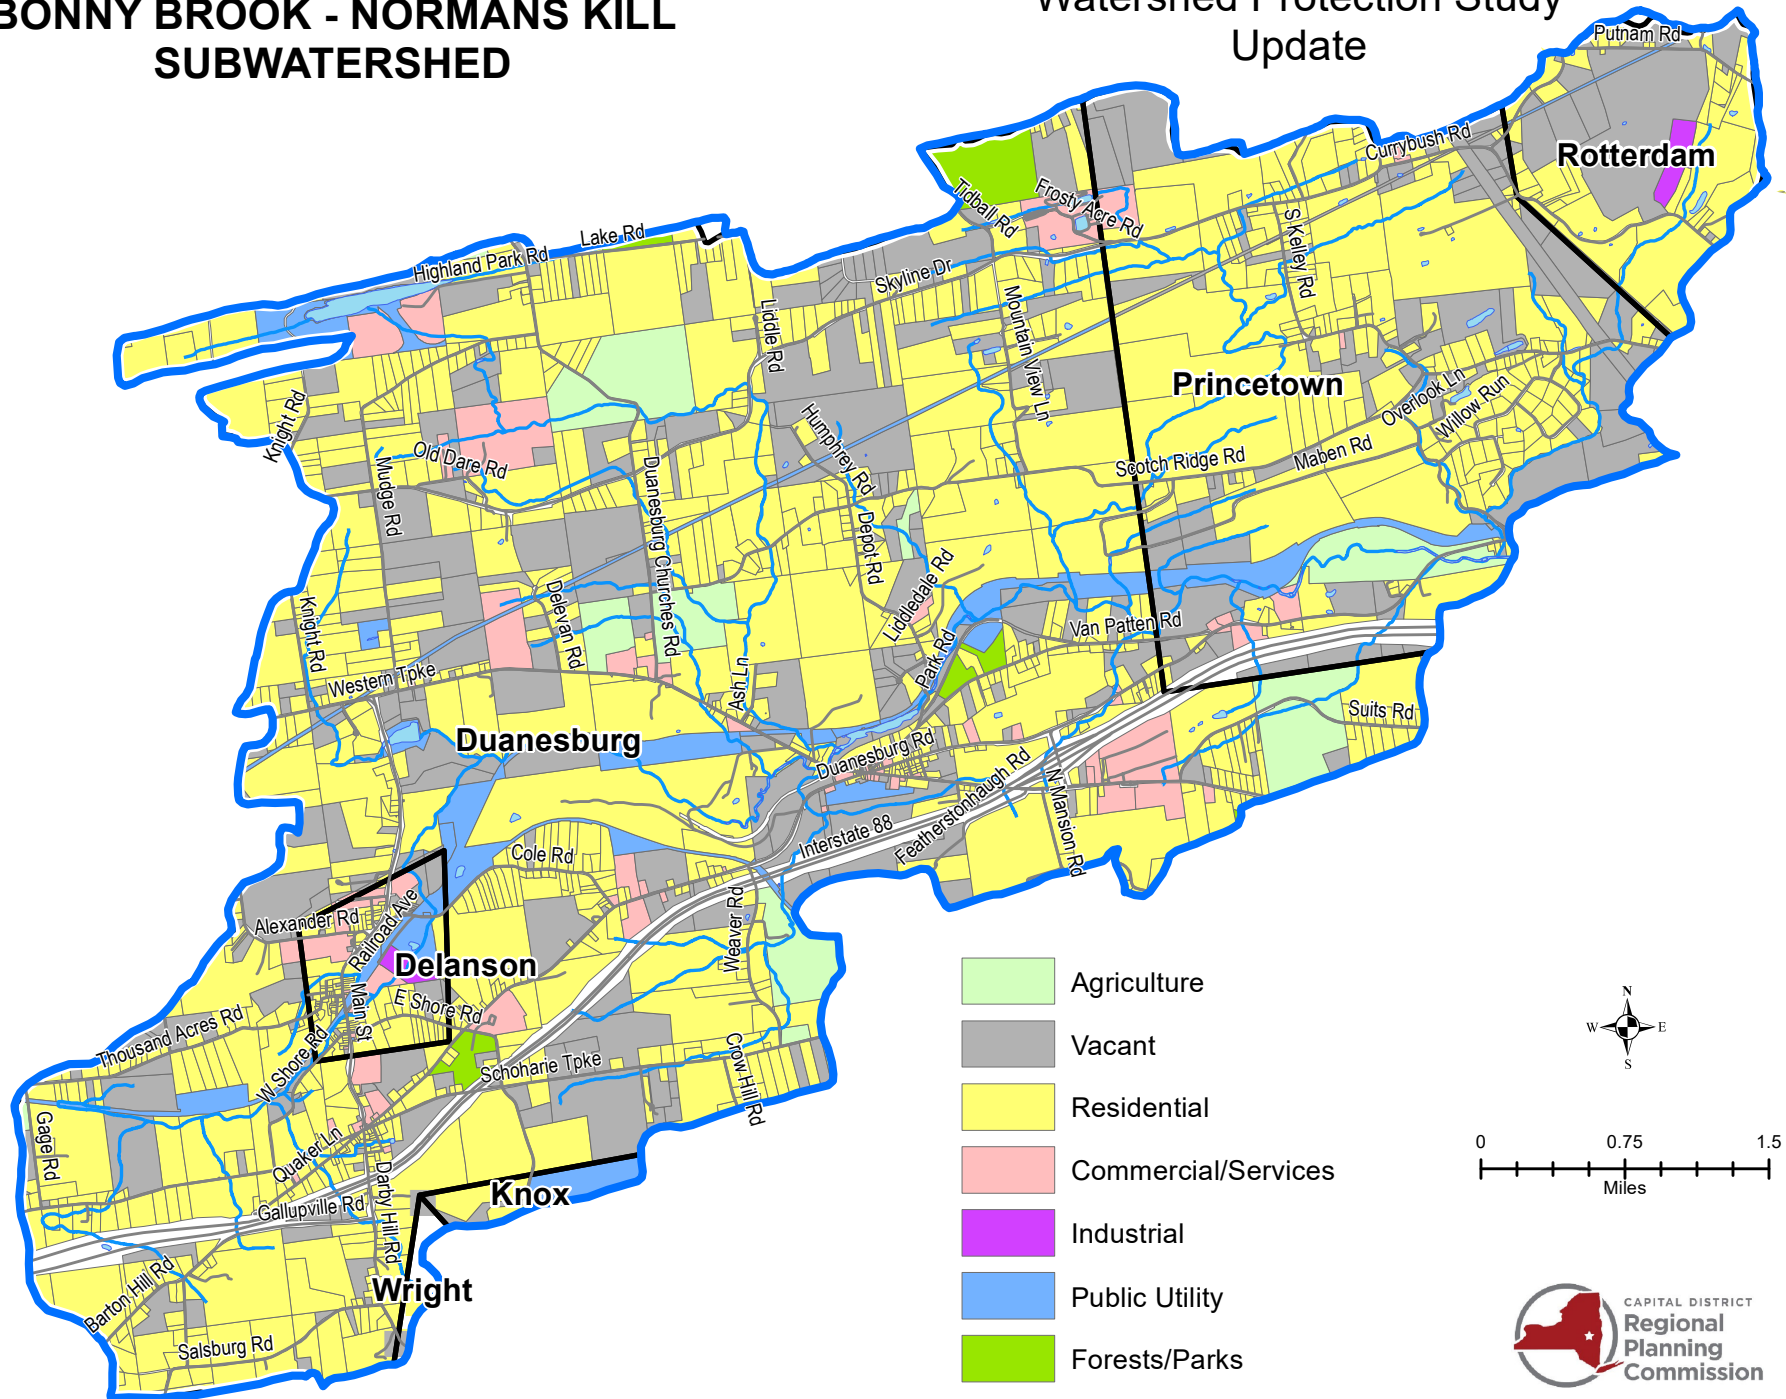 BONNY BROOK - NORMANS KILL
SUBWATERSHED
Watershed Protection Study
Update
Putnam Rd
Rotterdam
Currybush Rd
Tidball Rd
Frosty Acre Rd
S Kelley Rd
Lake Rd
Highland Park Rd
Skyline Dr
Liddle Rd
Mountain View Ln
Princetown
Overlook Ln
Willow Run
Knight Rd
Humphrey Rd
Old Dare Rd
Mudge Rd
Duanesburg Churches Rd
Scotch Ridge Rd
Maben Rd
Depot Rd
Liddledale Rd
Knight Rd
Delevan Rd
Van Patten Rd
Park Rd
Western Tpke
Ash Ln
Suits Rd
Duanesburg
Duanesburg Rd
Featherstonhaugh Rd
N Mansion Rd
Interstate 88
Cole Rd
Alexander Rd
Railroad Ave
Weaver Rd
Delanson
E Shore Rd
Main St
Thousand Acres Rd
W Shore Rd
Schoharie Tpke
Crow Hill Rd
Gage Rd
Quaker Ln
Darby Hill Rd
Gallupville Rd
Knox
Barton Hill Rd
Wright
Salsburg Rd
Agriculture
Vacant
Residential
Commercial/Services
Industrial
Public Utility
Forests/Parks
N
W
E
S
0 0.75 1.5
Miles
CAPITAL DISTRICT
Regional
Planning
Commission